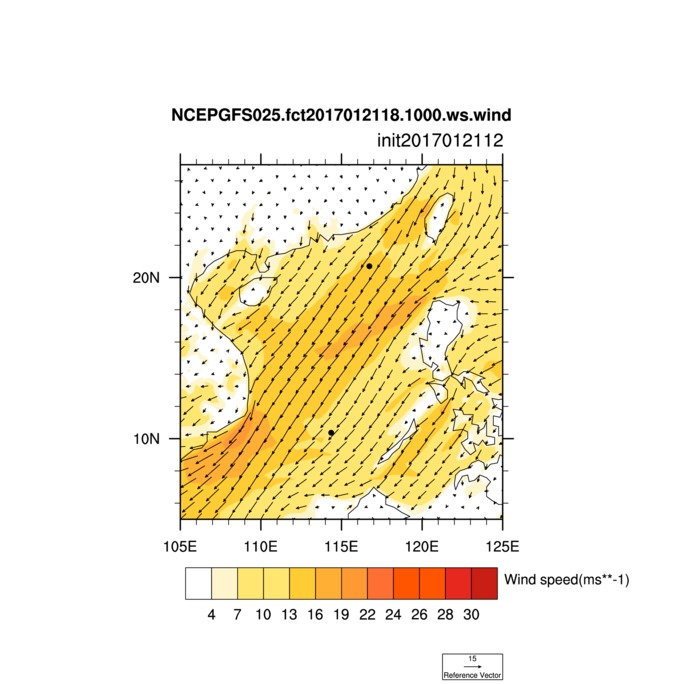 NCEPGFS025.fct2017012118.1000.ws.wind
init2017012112
20N
10N
105E 110E 115E 120E 125E
Wind speed(ms**-1)
4 7 10 13 16 19 22 24 26 28 30
15
Reference Vector